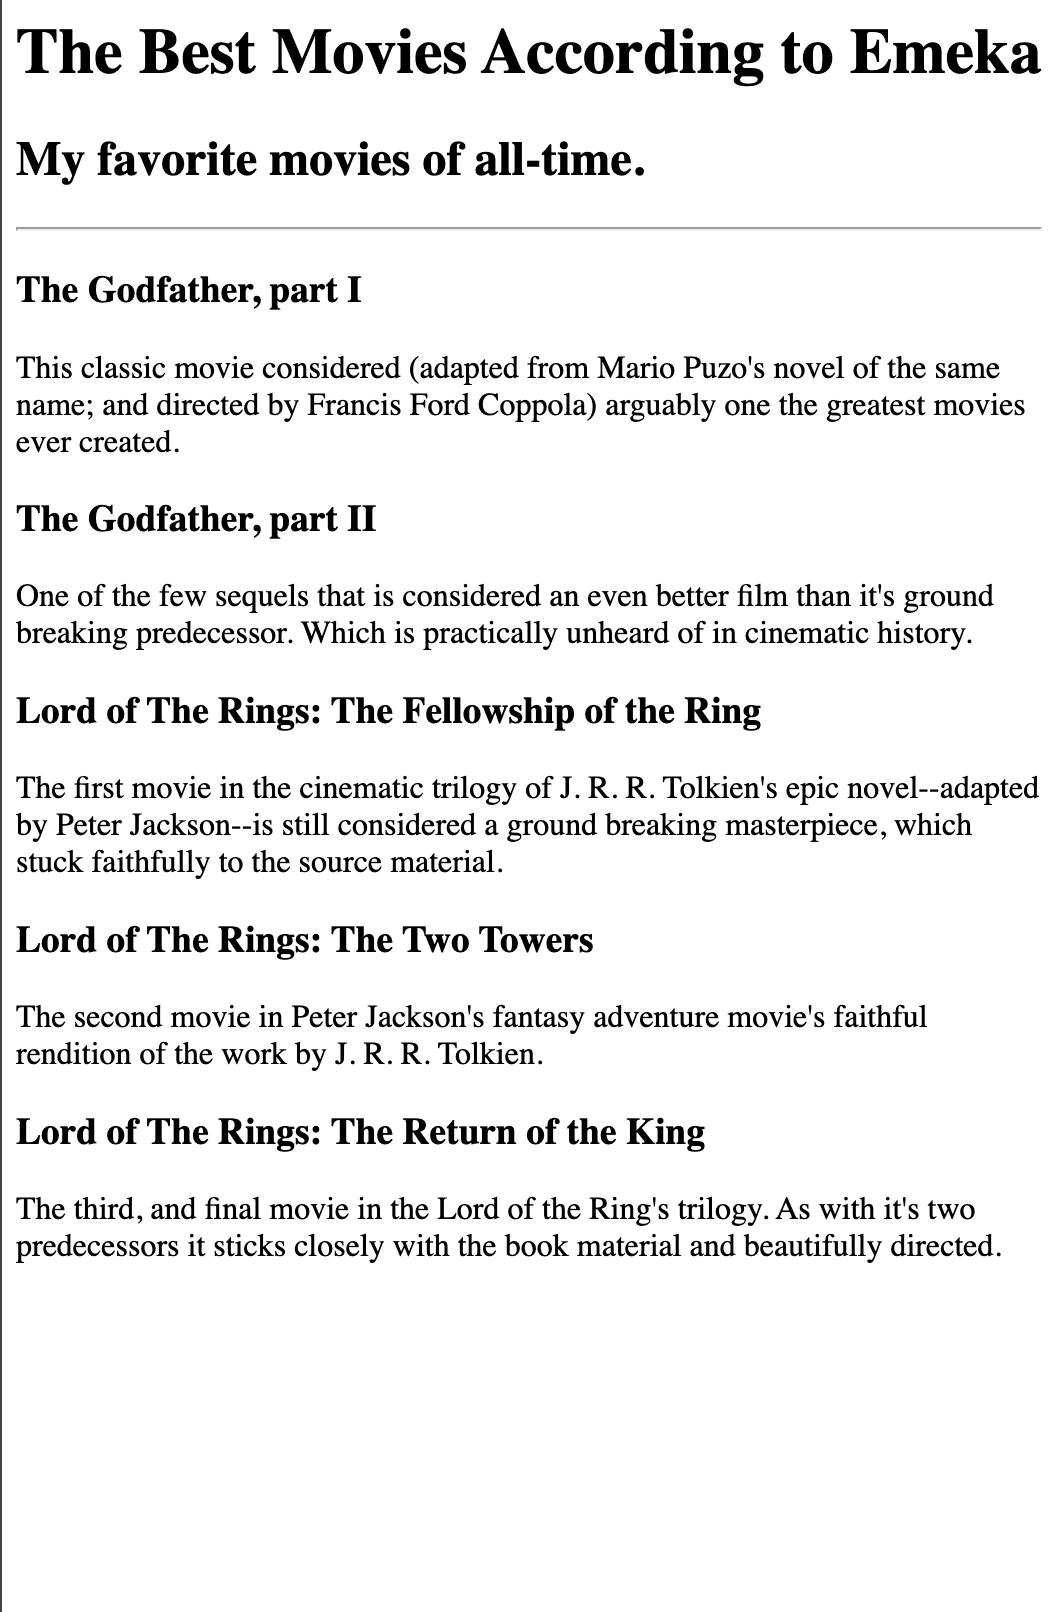 The Best Movies According to Emeka
My favorite movies of all-time.
The Godfather, part I
This classic movie considered (adapted from Mario Puzo's novel of the same
name; and directed by Francis Ford Coppola) arguably one the greatest movies
ever created.
The Godfather, part II
One of the few sequels that is considered an even better film than it's ground
breaking predecessor. Which is practically unheard of in cinematic history.
Lord of The Rings: The Fellowship of the Ring
The first movie in the cinematic trilogy of J. R. R. Tolkien's epic novel--adapted
by Peter Jackson--is still considered a ground breaking masterpiece, which
stuck faithfully to the source material.
Lord of The Rings: The Two Towers
The second movie in Peter Jackson's fantasy adventure movie's faithful
rendition of the work by J. R. R. Tolkien.
Lord of The Rings: The Return of the King
The third, and final movie in the Lord of the Ring's trilogy. As with it's two
predecessors it sticks closely with the book material and beautifully directed.